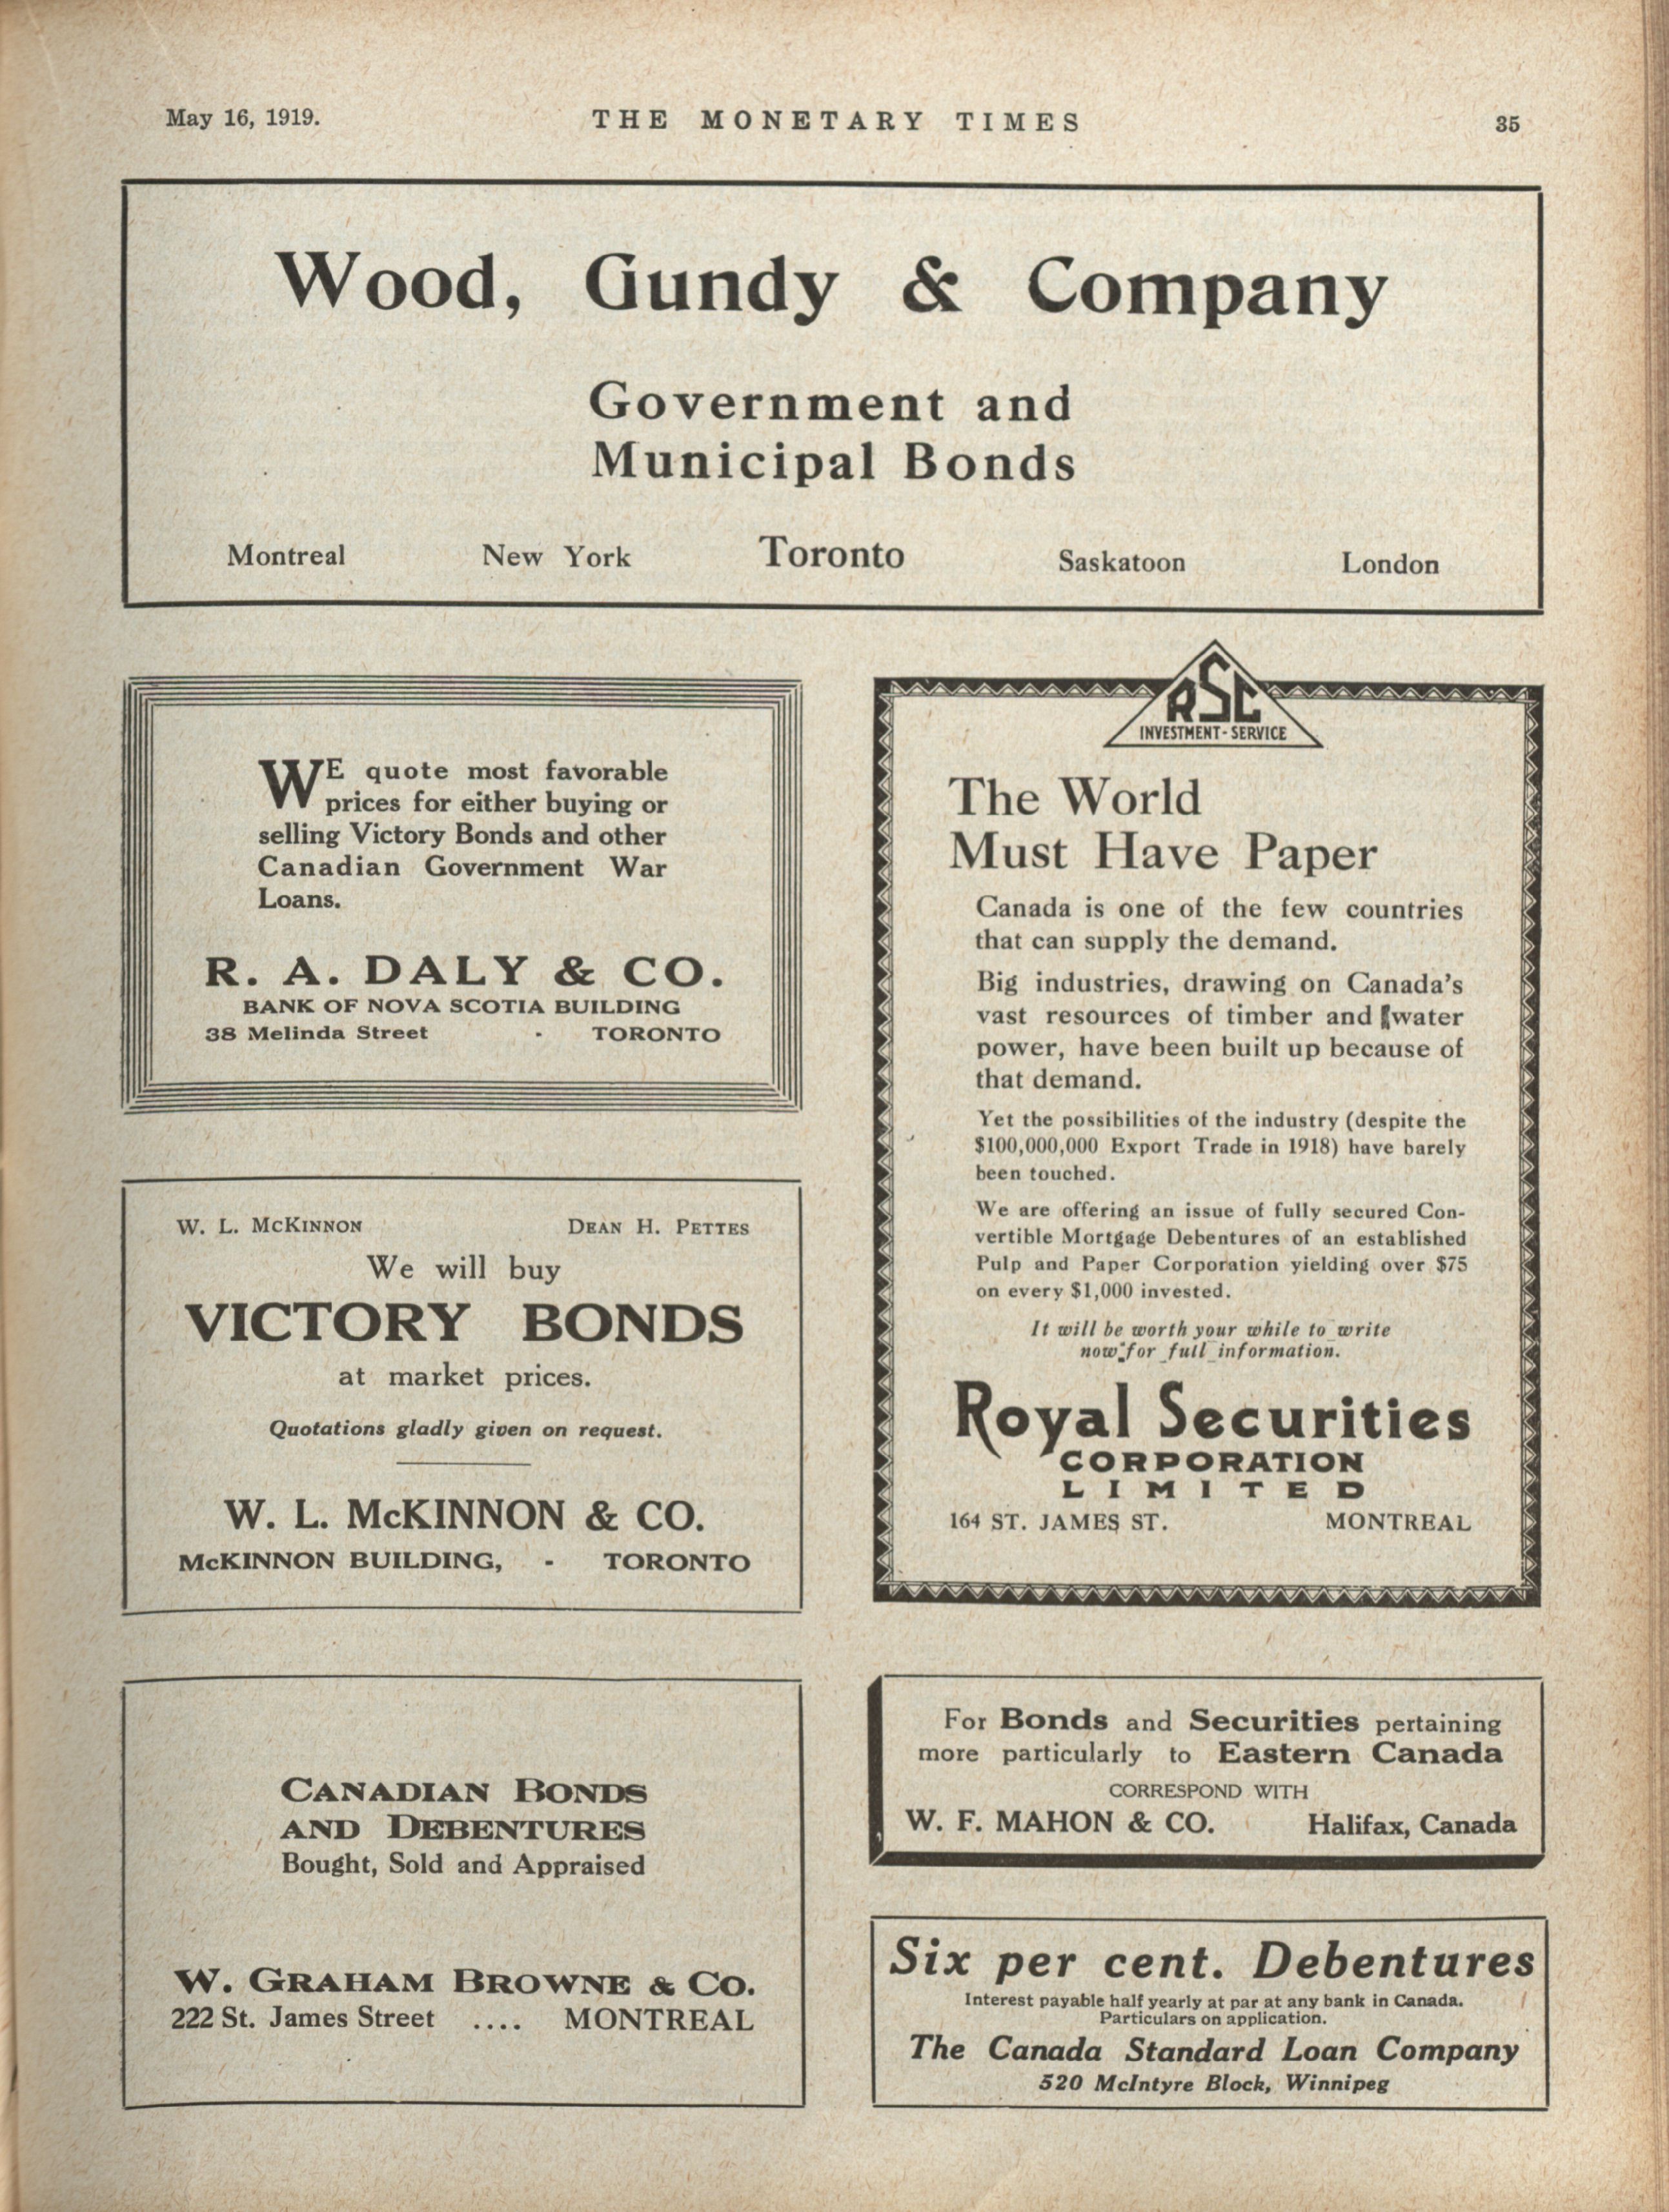 May 16, 1919.
THE MONETARY TIMES
35
Wood, Gundy & Company
Government and
Municipal Bonds
Montreal New York Toronto Saskatoon London
WE quote most favorable
prices for either buying or
selling Victory Bonds and other
Canadian Government War
Loans.
R. A. DALY & CO.
BANK OF NOVA SCOTIA BUILDING
38 Melinda Street - TORONTO
W. L. McKINNON DEAN H. PETTES
We will buy
VICTORY BONDS
at market prices.
Quotations gladly given on request.
W. L. McKINNON & CO.
McKINNON BUILDING, - TORONTO
CANADIAN BONDS
AND DEBENTURES
Bought, Sold and Appraised
W. GRAHAM BROWNE & CO.
222 St. James Street .... MONTREAL
RSC
INVESTMENT-SERVICE
The World
Must Have Paper
Canada is one of the few countries
that can supply the demand.
Big industries, drawing on Canada's
vast resources of timber and water
power, have been built up because of
that demand.
Yet the possibilities of the industry (despite the
$100,000,000 Export Trade in 1918) have barely
been touched.
We are offering an issue of fully secured Con-
vertible Mortgage Debentures of an established
Pulp and Paper Corporation yielding over $75
on every $1,000 invested.
It will be worth your while to write
now for full information.
Royal Securities
CORPORATION
LIMITED
164 ST. JAMES ST. MONTREAL
For Bonds and Securities pertaining
more particularly to Eastern Canada
CORRESPOND WITH
W. F. MAHON & CO. Halifax, Canada
Six per cent. Debentures
Interest payable half yearly at par at any bank in Canada.
Particulars on application.
The Canada Standard Loan Company
520 McIntyre Block, Winnipeg